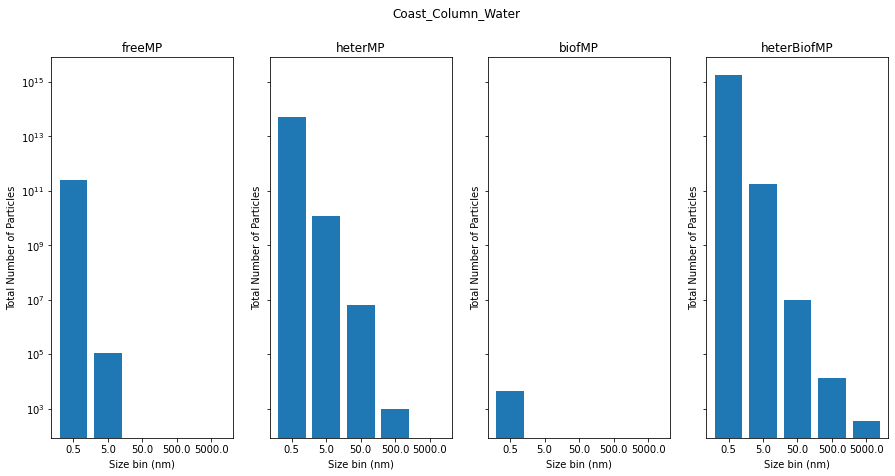 Coast_Column_Water
freeMP
heterMP
biofMP
heterBiofMP
Total Number of Particles
10^15
10^13
10^11
10^9
10^7
10^5
10^3
0.5 5.0 50.0 500.0 5000.0
Size bin (nm)
Total Number of Particles
0.5 5.0 50.0 500.0 5000.0
Size bin (nm)
Total Number of Particles
0.5 5.0 50.0 500.0 5000.0
Size bin (nm)
Total Number of Particles
0.5 5.0 50.0 500.0 5000.0
Size bin (nm)